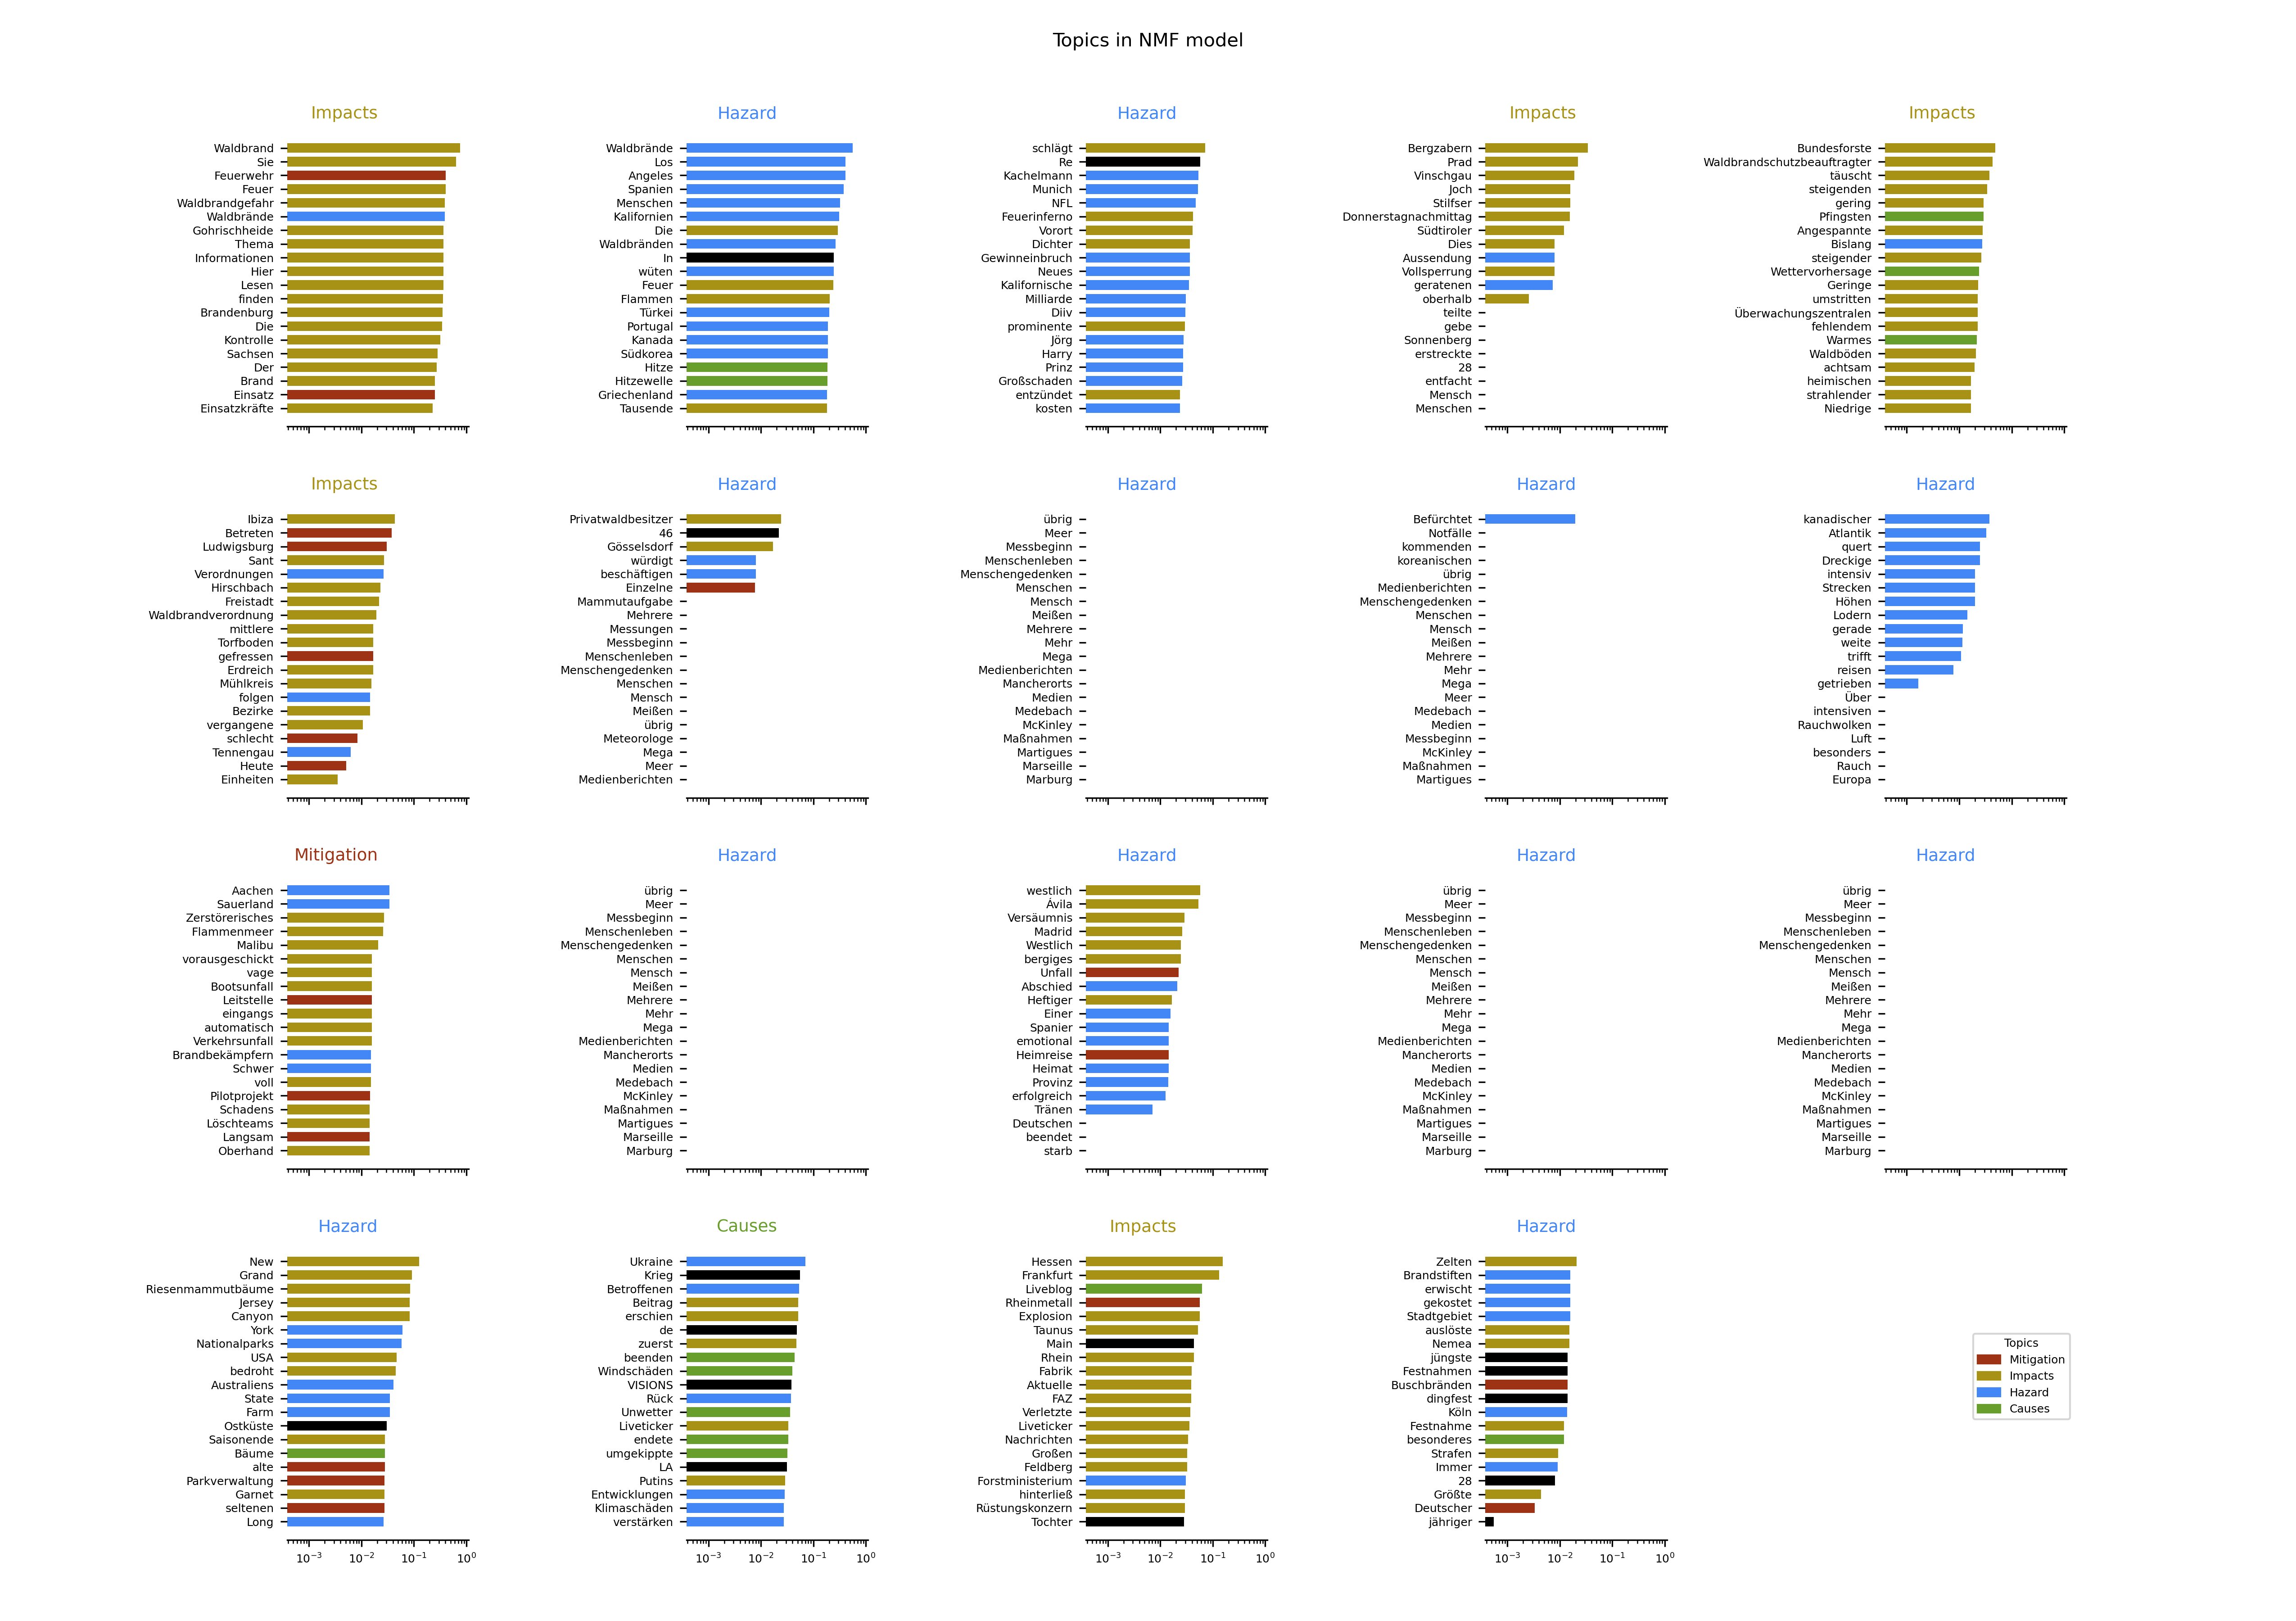 Topics in NMF model
Impacts
Waldbrand
Sie
Feuerwehr
Feuer
Waldbrandgefahr
Waldbrände
Gohrischheide
Thema
Informationen
Hier
Lesen
finden
Brandenburg
Die
Kontrolle
Sachsen
Der
Brand
Einsatz
Einsatzkräfte
Hazard
Waldbrände
Los
Angeles
Spanien
Menschen
Kalifornien
Die
Waldbränden
In
wüten
Feuer
Flammen
Türkei
Portugal
Kanada
Südkorea
Hitze
Hitzewelle
Griechenland
Tausende
Hazard
schlägt
Re
Kachelmann
Munich
NFL
Feuerinferno
Vorort
Dichter
Gewinneinbruch
Neues
Kalifornische
Milliarde
Diiv
prominente
Jörg
Harry
Prinz
Großschaden
entzündet
kosten
Impacts
Bergzabern
Prad
Vinschgau
Joch
Stilfser
Donnerstagnachmittag
Südtiroler
Dies
Aussendung
Vollsperrung
geratenen
oberhalb
teilte
gebe
Sonnenberg
erstreckte
28
entfacht
Mensch
Menschen
Impacts
Bundesforste
Waldbrandschutzbeauftragter
täuscht
steigenden
gering
Pfingsten
Angespannte
Bislang
steigender
Wettervorhersage
Geringe
umstritten
Überwachungszentralen
fehlendem
Warmes
Waldböden
achtsam
heimischen
strahlender
Niedrige
Impacts
Ibiza
Betreten
Ludwigsburg
Sant
Verordnungen
Hirschbach
Freistadt
Waldbrandverordnung
mittlere
Torfboden
gefressen
Erdreich
Mühlkreis
folgen
Bezirke
vergangene
schlecht
Tennengau
Heute
Einheiten
Hazard
Privatwaldbesitzer
46
Gösselsdorf
würdigt
beschäftigen
Einzelne
Mammutaufgabe
Mehrere
Messungen
Messbeginn
Menschenleben
Menschengedenken
Menschen
Mensch
Meißen
übrig
Meteorologe
Mega
Meer
Medienberichten
Hazard
übrig
Meer
Messbeginn
Menschenleben
Menschengedenken
Menschen
Mensch
Meißen
Mehrere
Mehr
Mega
Medienberichten
Mancherorts
Medien
Medebach
McKinley
Maßnahmen
Martigues
Marseille
Marburg
Hazard
Befürchtet
Notfälle
kommenden
koreanischen
übrig
Medienberichten
Menschengedenken
Menschen
Mensch
Meißen
Mehrere
Mehr
Mega
Meer
Medebach
Medien
Messbeginn
McKinley
Maßnahmen
Martigues
Hazard
kanadischer
Atlantik
quert
Dreckige
intensiv
Strecken
Höhen
Lodern
gerade
weite
trifft
reisen
getrieben
Über
intensiven
Rauchwolken
Luft
besonders
Rauch
Europa
Mitigation
Aachen
Sauerland
Zerstörerisches
Flammenmeer
Malibu
vorausgeschickt
vage
Bootsunfall
Leitstelle
eingangs
automatisch
Verkehrsunfall
Brandbekämpfern
Schwer
voll
Pilotprojekt
Schadens
Löschteams
Langsam
Oberhand
Hazard
übrig
Meer
Messbeginn
Menschenleben
Menschengedenken
Menschen
Mensch
Meißen
Mehrere
Mehr
Mega
Medienberichten
Mancherorts
Medien
Medebach
McKinley
Maßnahmen
Martigues
Marseille
Marburg
Hazard
westlich
Ávila
Versäumnis
Madrid
Westlich
bergiges
Unfall
Abschied
Heftiger
Einer
Spanier
emotional
Heimreise
Heimat
Provinz
erfolgreich
Tränen
Deutschen
beendet
starb
Hazard
übrig
Meer
Messbeginn
Menschenleben
Menschengedenken
Menschen
Mensch
Meißen
Mehrere
Mehr
Mega
Medienberichten
Mancherorts
Medien
Medebach
McKinley
Maßnahmen
Martigues
Marseille
Marburg
Hazard
übrig
Meer
Messbeginn
Menschenleben
Menschengedenken
Menschen
Mensch
Meißen
Mehrere
Mehr
Mega
Medienberichten
Mancherorts
Medien
Medebach
McKinley
Maßnahmen
Martigues
Marseille
Marburg
Hazard
New
Grand
Riesenmammutbäume
Jersey
Canyon
York
Nationalparks
USA
bedroht
Australiens
State
Farm
Ostküste
Saisonende
Bäume
alte
Parkverwaltung
Garnet
seltenen
Long
10⁻³ 10⁻² 10⁻¹ 10⁰
Causes
Ukraine
Krieg
Betroffenen
Beitrag
erschien
de
zuerst
beenden
Windschäden
VISIONS
Rück
Unwetter
Liveticker
endete
umgekippte
LA
Putins
Entwicklungen
Klimaschäden
verstärken
10⁻³ 10⁻² 10⁻¹ 10⁰
Impacts
Hessen
Frankfurt
Liveblog
Rheinmetall
Explosion
Taunus
Main
Rhein
Fabrik
Aktuelle
FAZ
Verletzte
Liveticker
Nachrichten
Großen
Feldberg
Forstministerium
hinterließ
Rüstungskonzern
Tochter
10⁻³ 10⁻² 10⁻¹ 10⁰
Hazard
Zelten
Brandstiften
erwischt
gekostet
Stadtgebiet
auslöste
Nemea
jüngste
Festnahmen
Buschbränden
dingfest
Köln
Festnahme
besonderes
Strafen
Immer
28
Größte
Deutscher
jähriger
10⁻³ 10⁻² 10⁻¹ 10⁰
Topics
Mitigation
Impacts
Hazard
Causes